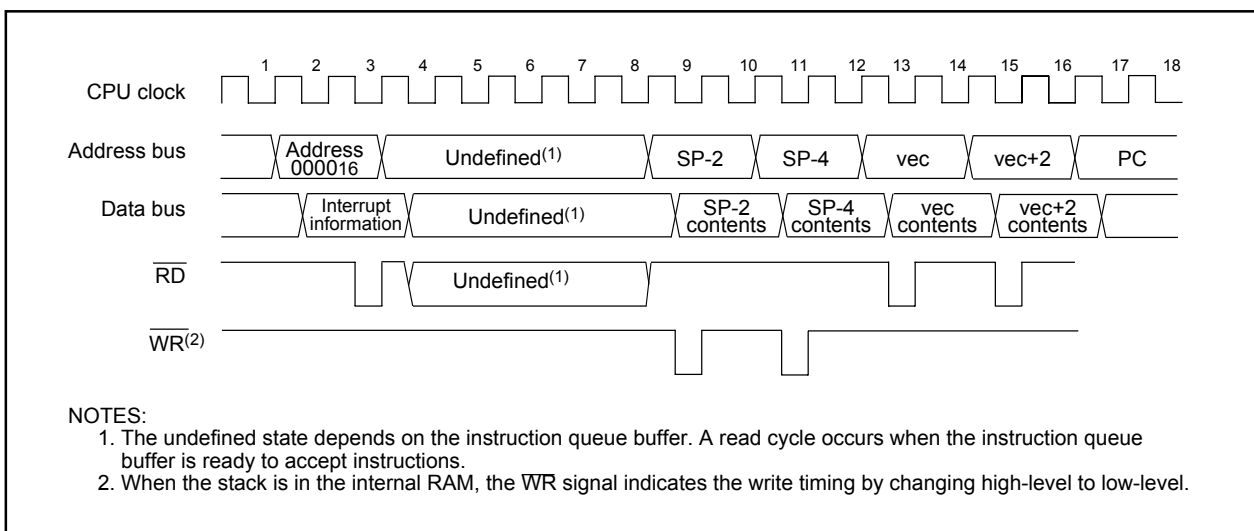 1 2 3 4 5 6 7 8 9 10 11 12 13 14 15 16 17 18
CPU clock
Address bus
Address
000016
Undefined(1)
SP-2
SP-4
vec
vec+2
PC
Data bus
Interrupt
information
Undefined(1)
SP-2
contents
SP-4
contents
vec
contents
vec+2
contents
RD
Undefined(1)
WR(2)
NOTES:
1. The undefined state depends on the instruction queue buffer. A read cycle occurs when the instruction queue
buffer is ready to accept instructions.
2. When the stack is in the internal RAM, the WR signal indicates the write timing by changing high-level to low-level.